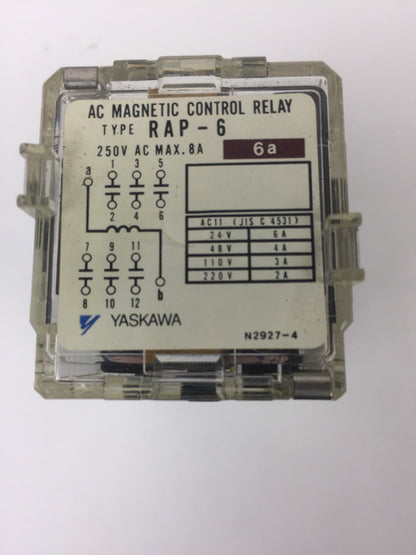 AC MAGNETIC CONTROL RELAY
TYPE RAP-6
250V AC MAX. 8A 6a
a 1 3 5
2 4 6
AC11 (JIS C 4531)
24V 6A
48V 4A
110V 3A
220V 2A
7 9 11
8 10 12 b
YASKAWA
N2927-4